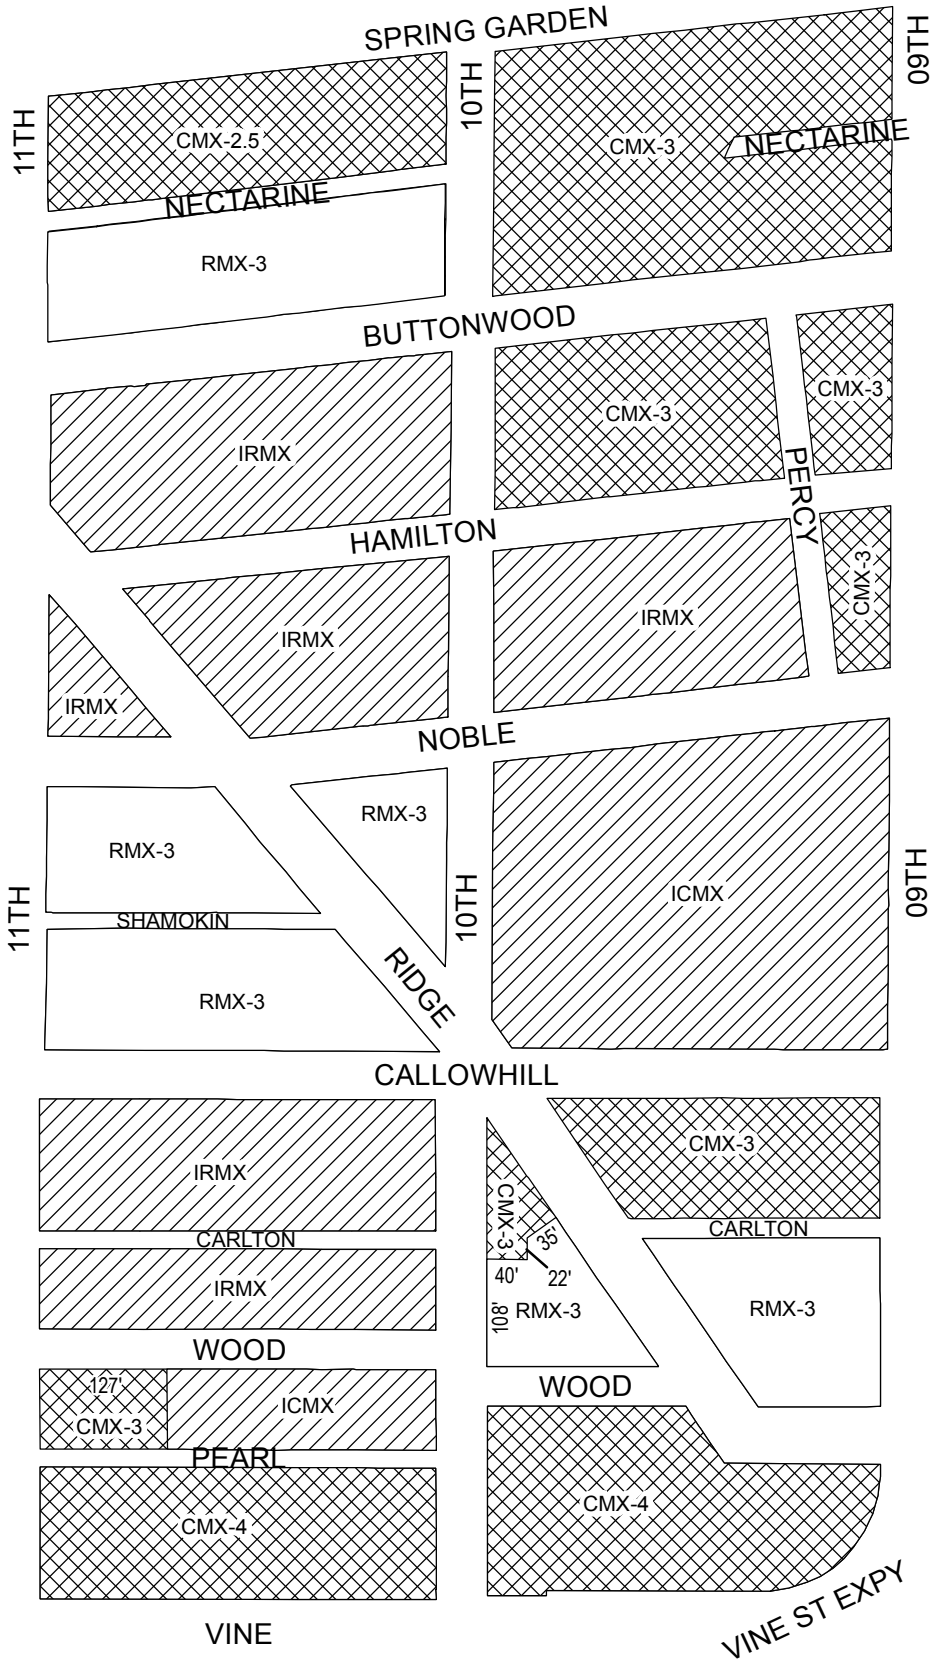 SPRING GARDEN
09TH
10TH
11TH
CMX-2.5
CMX-3
NECTARINE
NECTARINE
RMX-3
BUTTONWOOD
CMX-3
CMX-3
IRMX
PERCY
HAMILTON
CMX-3
IRMX
IRMX
IRMX
NOBLE
RMX-3
RMX-3
ICMX
09TH
11TH
10TH
SHAMOKIN
RIDGE
RMX-3
CALLOWHILL
CMX-3
IRMX
CMX-3
35'
CARLTON
CARLTON
40'
22'
IRMX
108'
RMX-3
RMX-3
WOOD
WOOD
127'
CMX-3
ICMX
PEARL
CMX-4
CMX-4
VINE
VINE ST EXPY